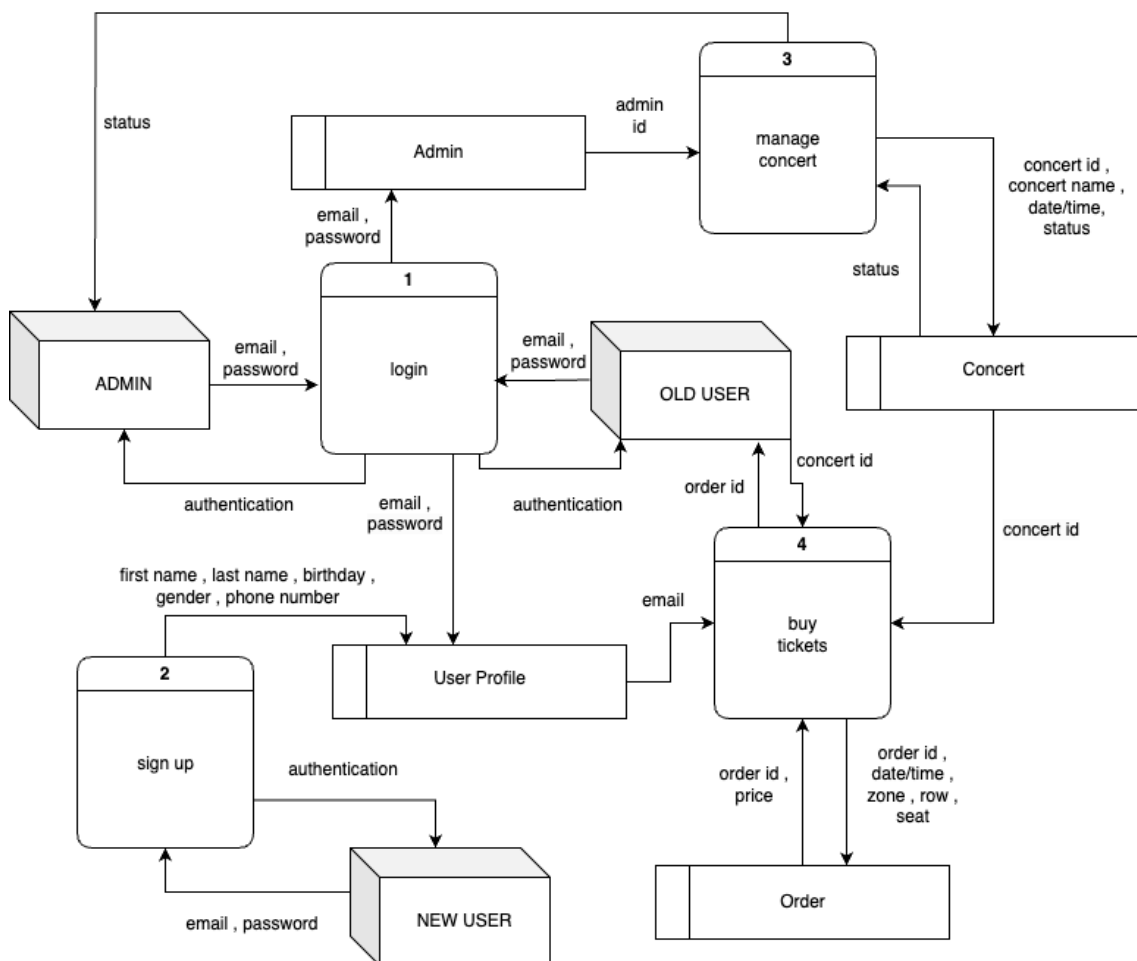 3
manage
concert
status
admin
id
Admin
concert id ,
concert name ,
date/time,
status
email ,
password
status
1
login
email ,
password
ADMIN
email ,
password
OLD USER
Concert
authentication
email ,
password
authentication
order id
concert id
concert id
4
buy
tickets
first name , last name , birthday ,
gender , phone number
email
2
sign up
User Profile
authentication
order id ,
price
order id ,
date/time ,
zone , row ,
seat
email , password
NEW USER
Order